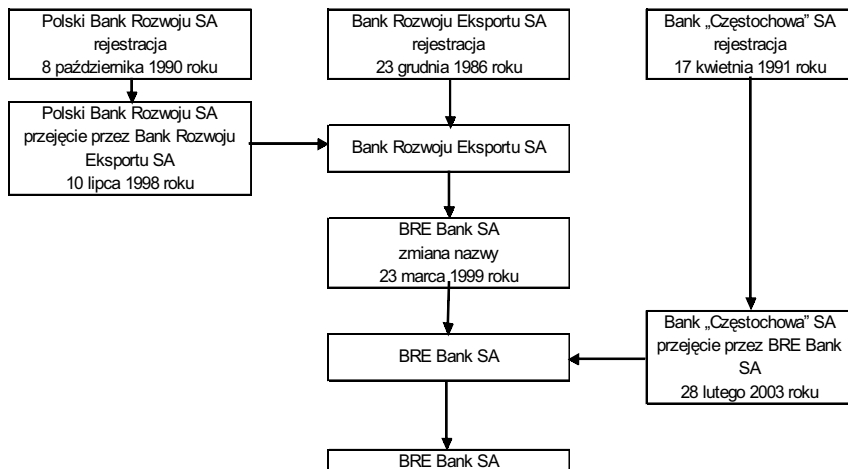 Polski Bank Rozwoju SA
rejestracja
8 października 1990 roku
Bank Rozwoju Eksportu SA
rejestracja
23 grudnia 1986 roku
Bank „Częstochowa” SA
rejestracja
17 kwietnia 1991 roku
Polski Bank Rozwoju SA
przejęcie przez Bank Rozwoju
Eksportu SA
10 lipca 1998 roku
Bank Rozwoju Eksportu SA
BRE Bank SA
zmiana nazwy
23 marca 1999 roku
BRE Bank SA
Bank „Częstochowa” SA
przejęcie przez BRE Bank
SA
28 lutego 2003 roku
BRE Bank SA